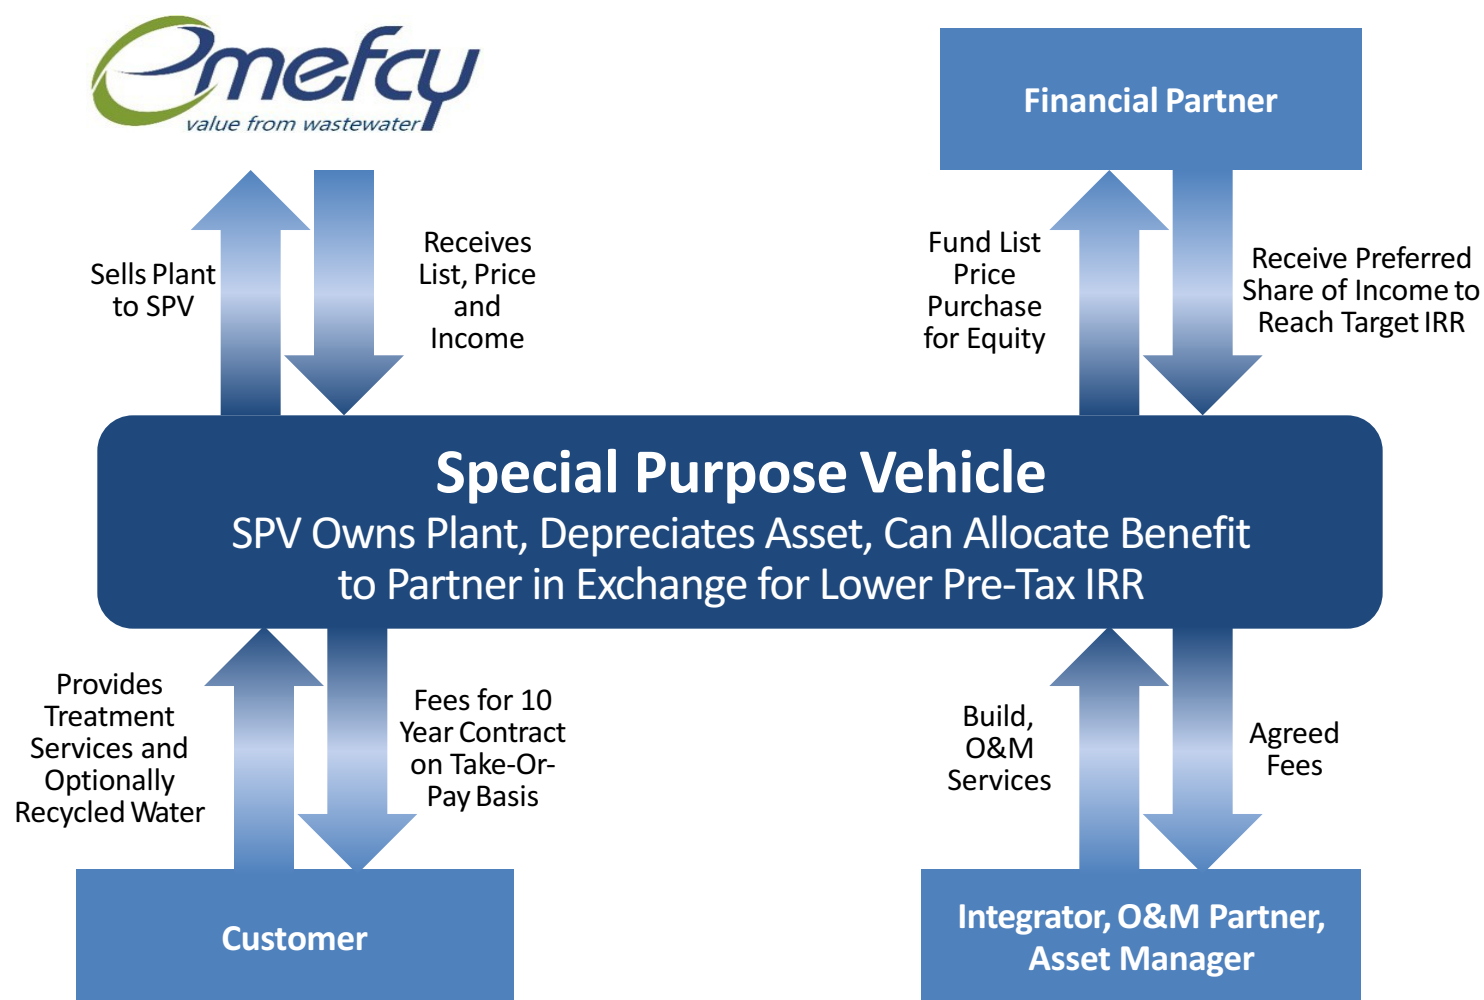 emefcy
value from wastewater
Financial Partner
Sells Plant
to SPV
Receives
List, Price
and
Income
Fund List
Price
Purchase
for Equity
Receive Preferred
Share of Income to
Reach Target IRR
Special Purpose Vehicle
SPV Owns Plant, Depreciates Asset, Can Allocate Benefit
to Partner in Exchange for Lower Pre-Tax IRR
Provides
Treatment
Services and
Optionally
Recycled Water
Fees for 10
Year Contract
on Take-Or-
Pay Basis
Build,
O&M
Services
Agreed
Fees
Customer
Integrator, O&M Partner,
Asset Manager